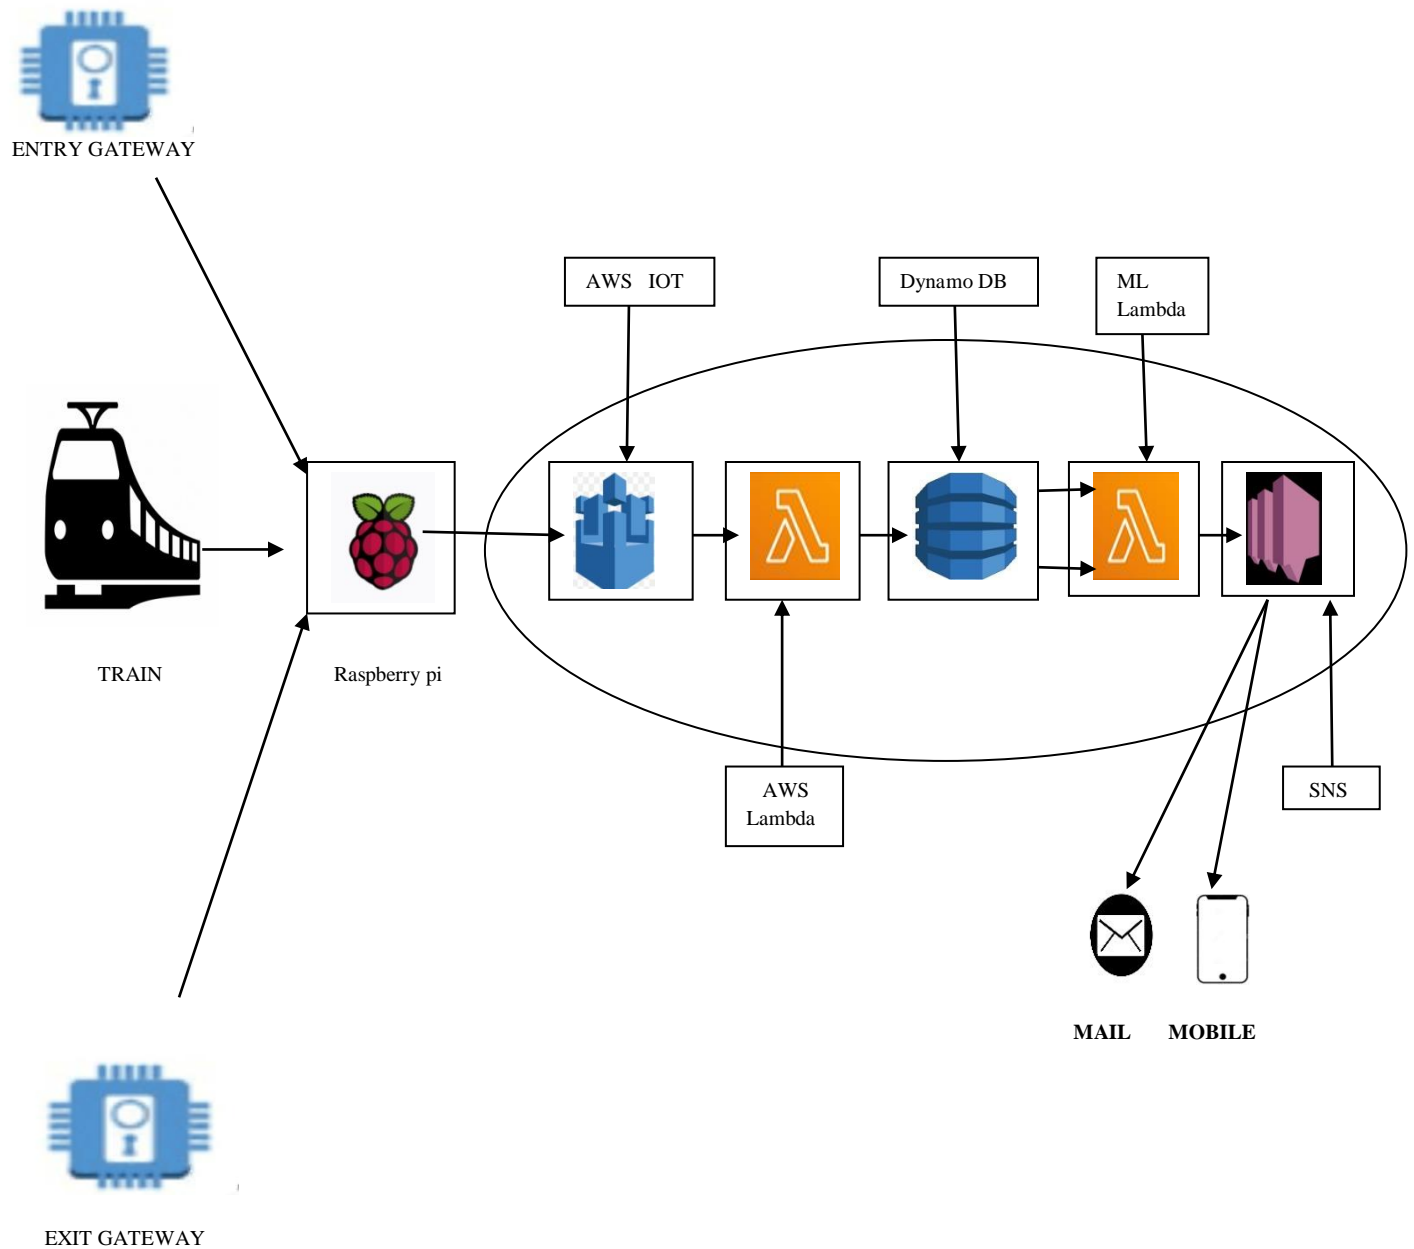 ENTRY GATEWAY
AWS IOT
Dynamo DB
ML
Lambda
TRAIN
Raspberry pi
AWS
Lambda
SNS
MAIL
MOBILE
EXIT GATEWAY